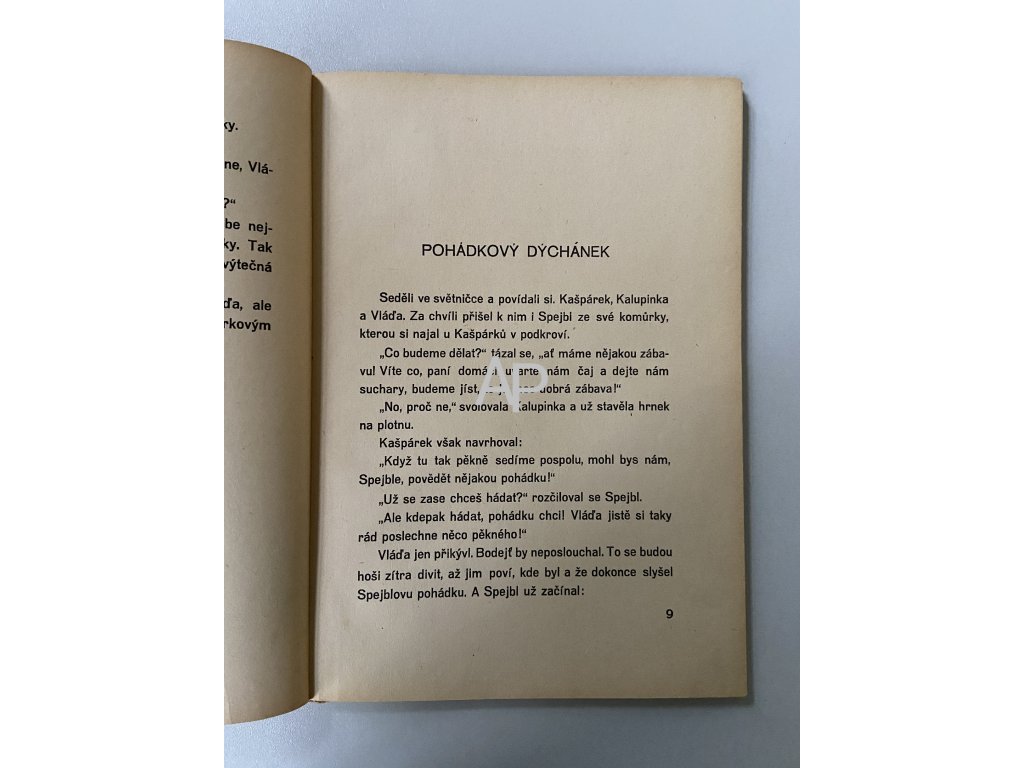 ky.
ne, Vlá-
?“
be nej-
ky. Tak
výtečná
ďa, ale
rkovým
POHÁDKOVÝ DÝCHÁNEK
Seděli ve světničce a povídali si. Kašpárek, Kalupinka
a Vláďa. Za chvíli přišel k nim i Spejbl ze své komůrky,
kterou si najal u Kašpárků v podkroví.
„Co budeme dělat?“ tázal se, „ať máme nějakou zába-
vu! Víte co, paní domácí, uvařte nám čaj a dejte nám
suchary, budeme jíst, dobrá zábava!“
„No, proč ne,“ svolovala Kalupinka a už stavěla hrnek
na plotnu.
Kašpárek však navrhoval:
„Když tu tak pěkně sedíme pospolu, mohl bys nám,
Spejble, povědět nějakou pohádku!“
„Už se zase chceš hádat?“ rozčiloval se Spejbl.
„Ale kdepak hádat, pohádku chci! Vláďa jistě si taky
rád poslechne něco pěkného!“
Vláďa jen přikývl. Bodejť by neposlouchal. To se budou
hoši zítra divit, až jim poví, kde byl a že dokonce slyšel
Spejblovu pohádku. A Spejbl už začínal:
9
AP